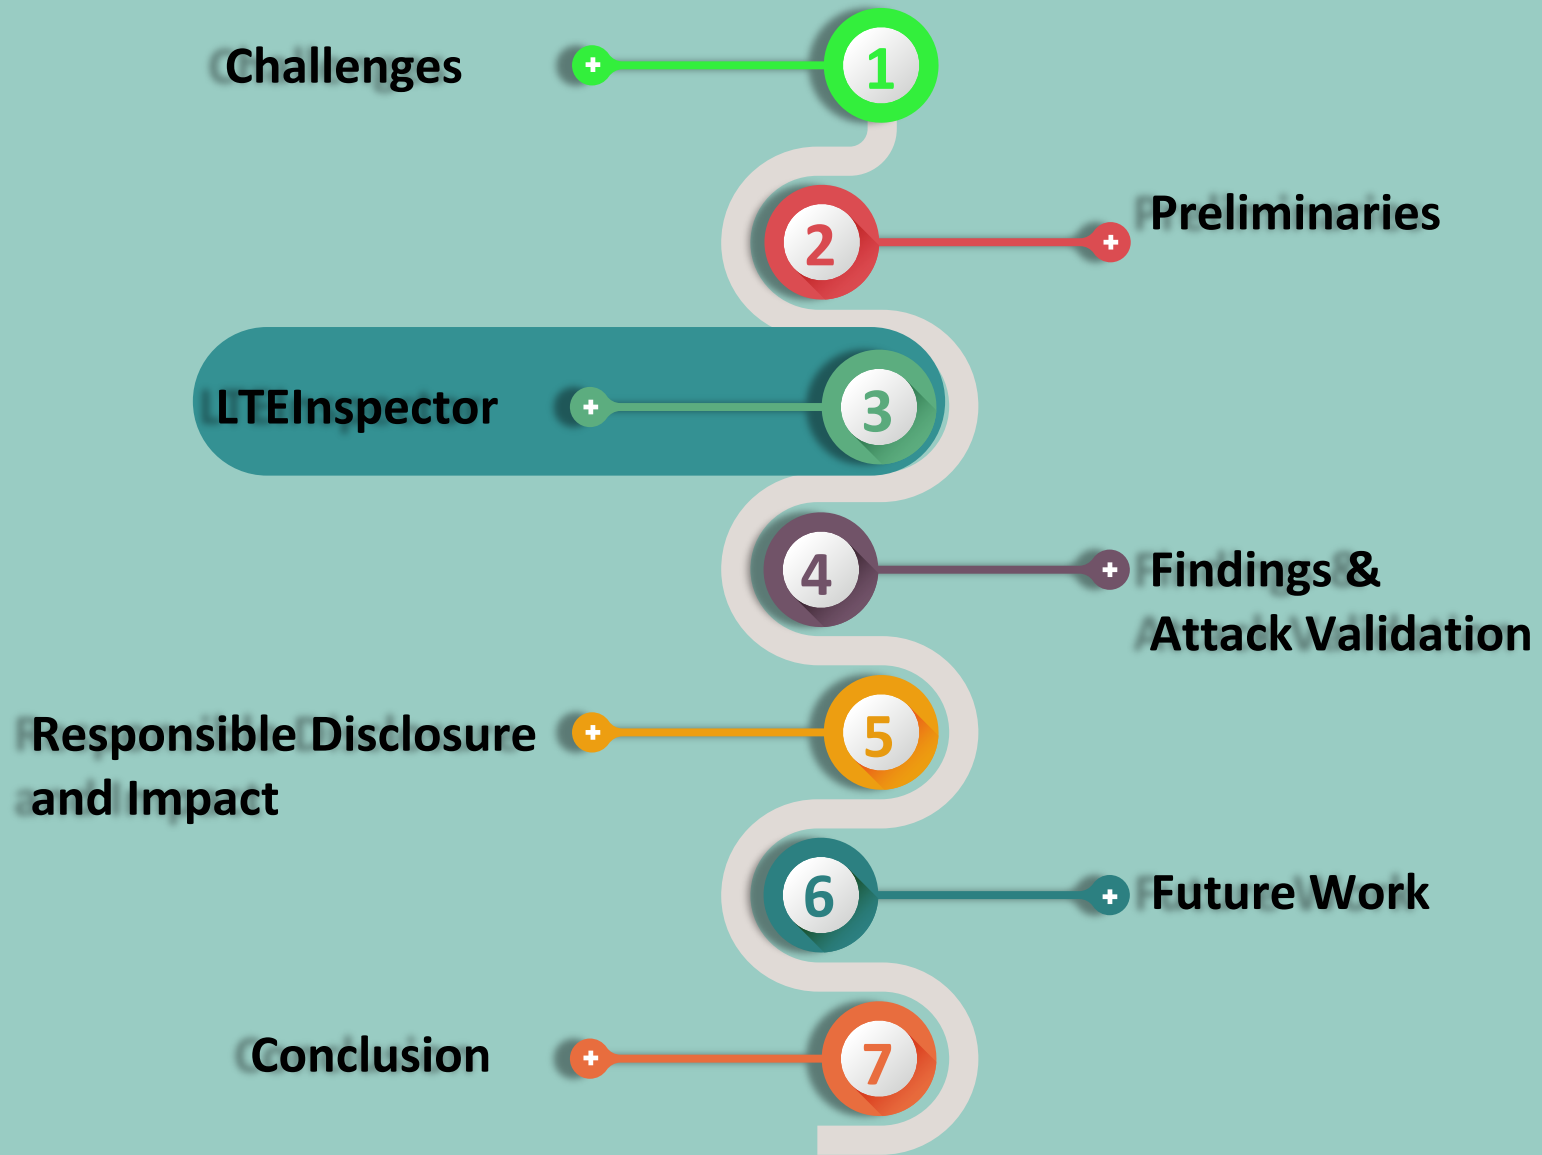 Challenges
1
2
Preliminaries
LTEInspector
3
4
Findings &
Attack Validation
Responsible Disclosure
and Impact
5
6
Future Work
Conclusion
7